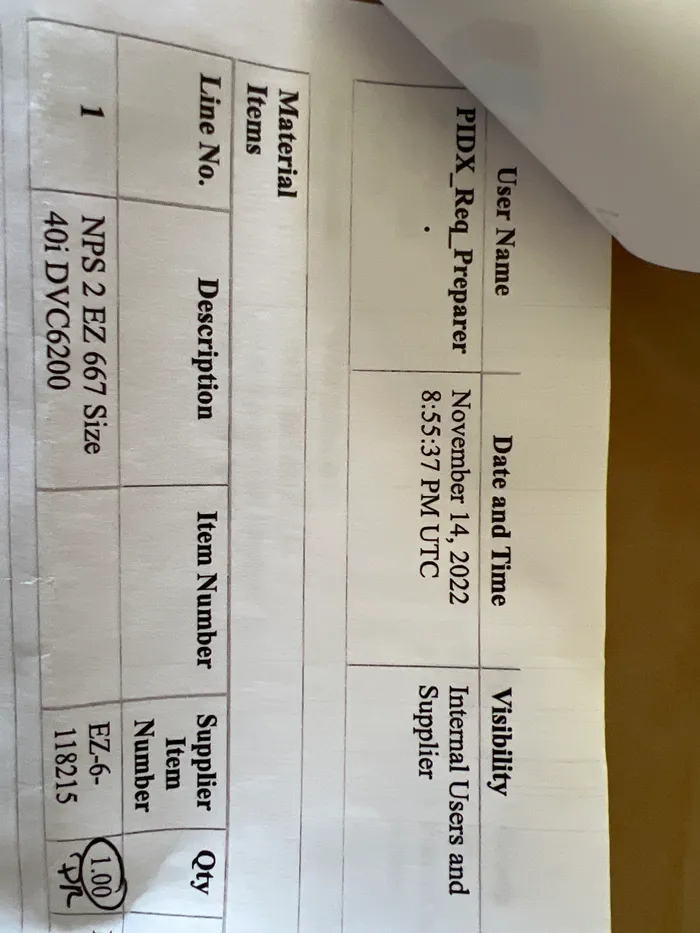 User Name Date and Time Visibility
PIDX_Req_Preparer November 14, 2022 Internal Users and
8:55:37 PM UTC Supplier
Material
Items
Line No. Description Item Number Supplier Qty
Item
Number
1 NPS 2 EZ 667 Size EZ-6- 1.00
40i DVC6200 118215